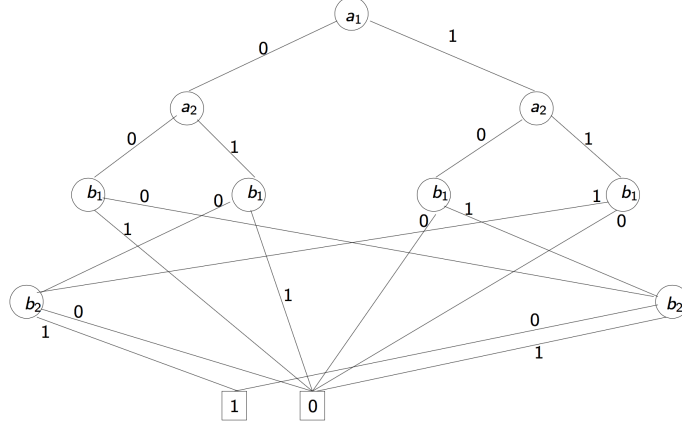 a₁
0 1
a₂ a₂
0 1 0 1
b₁ b₁ b₁ b₁
0 0 1 1
1 0 0
b₂ b₂
0 1 0
1 1
1 0